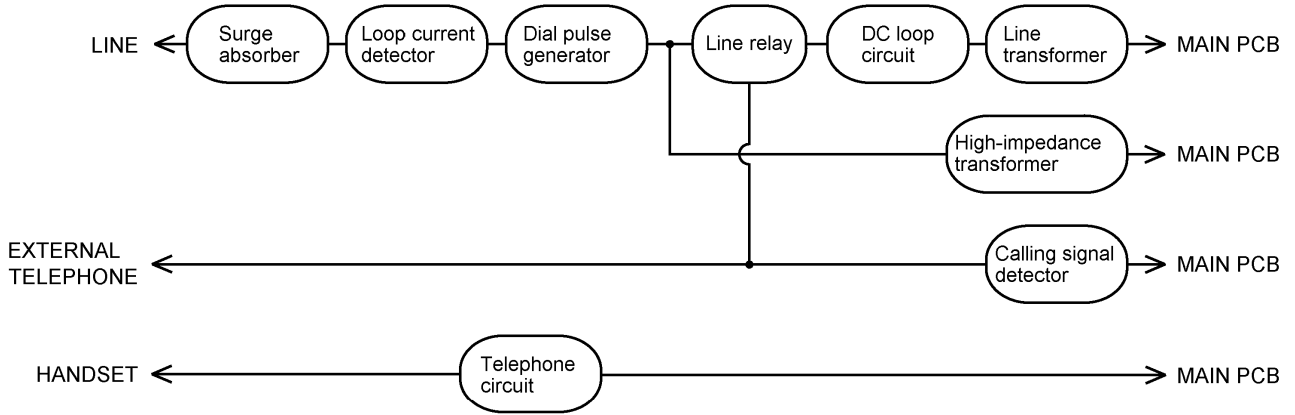 LINE
Surge
absorber
Loop current
detector
Dial pulse
generator
Line relay
DC loop
circuit
Line
transformer
MAIN PCB
High-impedance
transformer
MAIN PCB
EXTERNAL
TELEPHONE
Calling signal
detector
MAIN PCB
HANDSET
Telephone
circuit
MAIN PCB